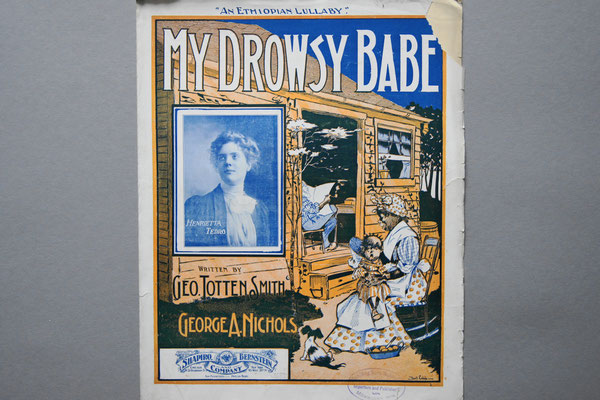 "AN ETHIOPIAN LULLABY."
MY DROWSY BABE
HENRIETTA
TEDRO
WRITTEN BY
GEO. TOTTEN SMITH
GEORGE A. NICHOLS
SHAPIRO, BERNSTEIN
COMPANY